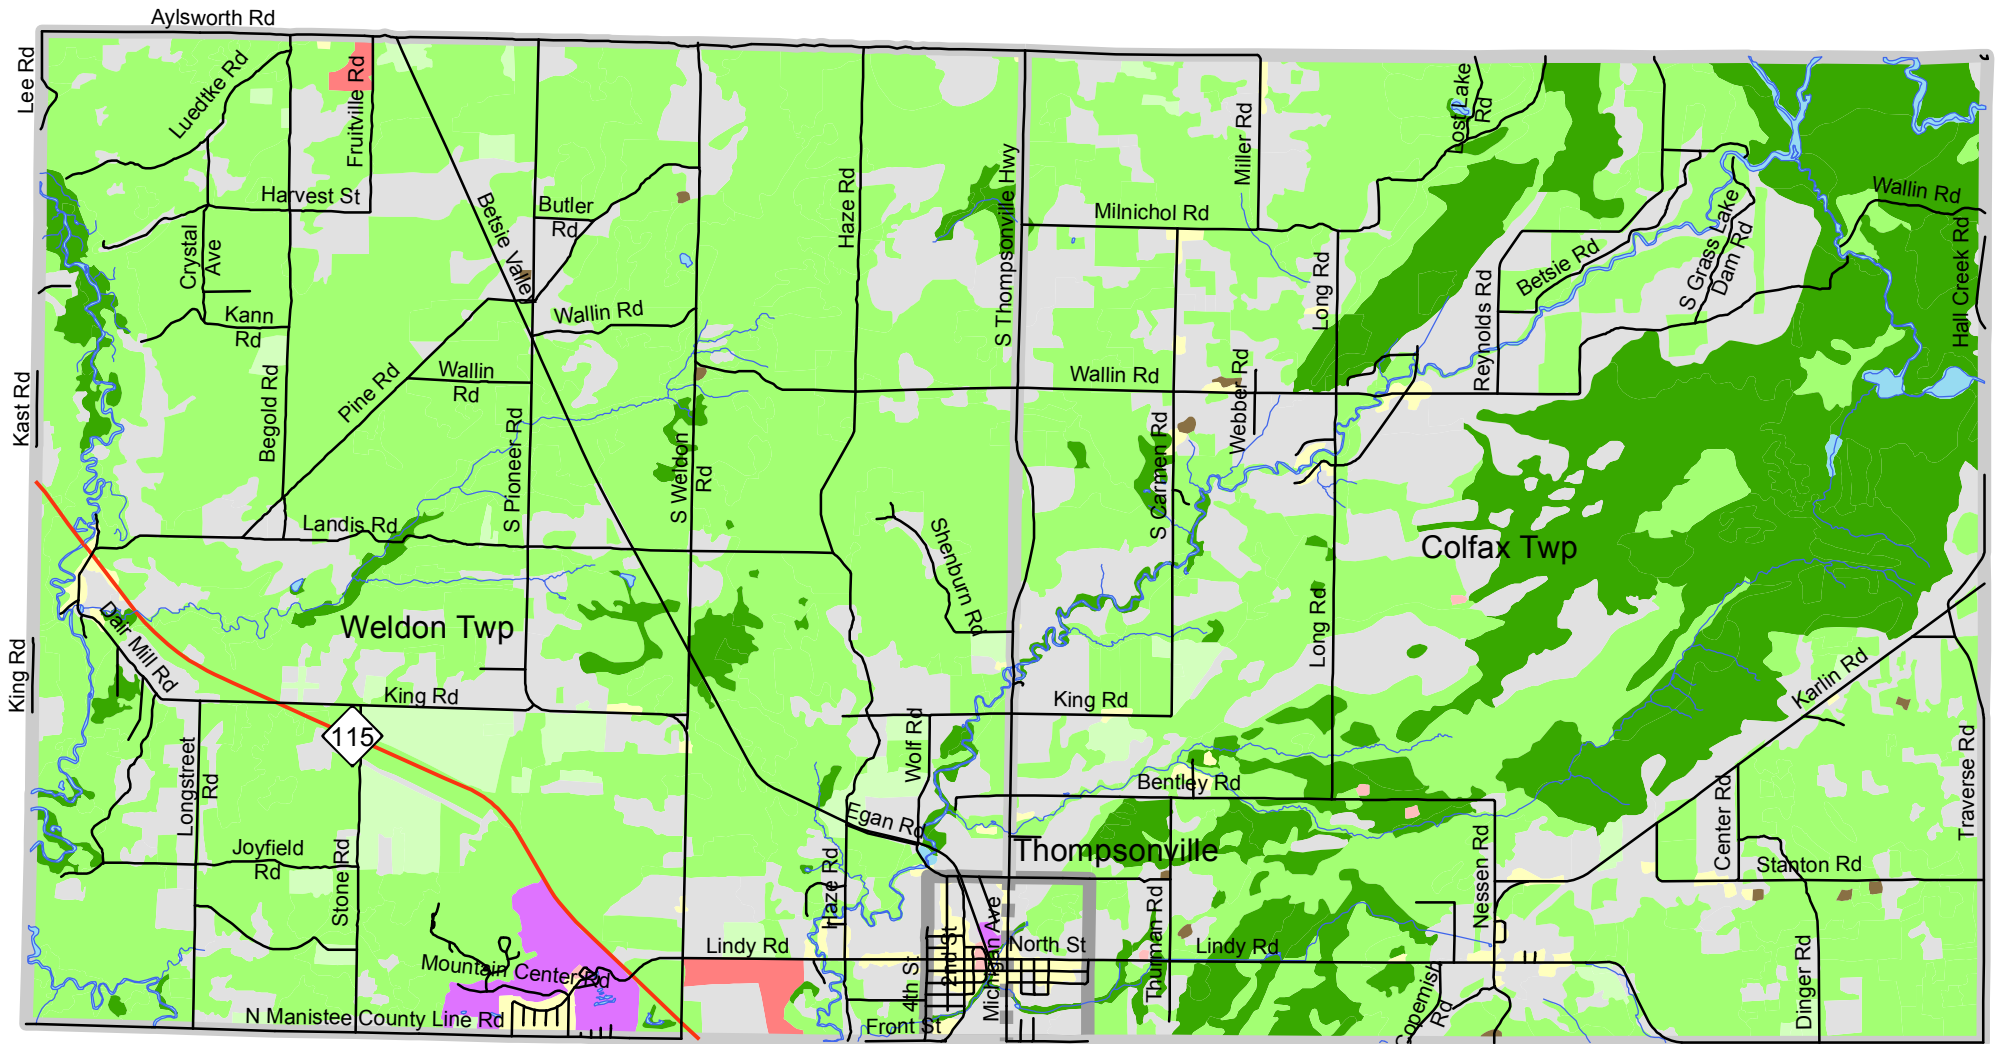 Aylsworth Rd
Lee Rd
Luedtke Rd
Fruitville Rd
Harvest St
Crystal
Ave
Kann
Rd
Begold Rd
Kast Rd
Pine Rd
Betsie Valley
Butler
Rd
Wallin Rd
Wallin
Rd
S Pioneer Rd
S Weldon
Rd
Haze Rd
S Thompsonville Hwy
Miller Rd
Milnichol Rd
Lost Lake
Rd
Long Rd
Reynolds Rd
Betsie Rd
S Grass Lake
Dam Rd
Wallin Rd
Hall Creek Rd
Wallin Rd
Webber Rd
S Carmen Rd
Landis Rd
Shenburn Rd
Colfax Twp
Weldon Twp
Dair Mill Rd
King Rd
King Rd
King Rd
Long Rd
Karlin Rd
115
Longstreet
Rd
Wolf Rd
Bentley Rd
Egan Rd
Thompsonville
Joyfield
Rd
Stone Rd
Haze Rd
Thurman Rd
Nessen Rd
Center Rd
Stanton Rd
Traverse Rd
Mountain Center Rd
Lindy Rd
4th St
2nd St
Michigan Ave
North St
Lindy Rd
Copemish
Rd
Dinger Rd
N Manistee County Line Rd
Front St